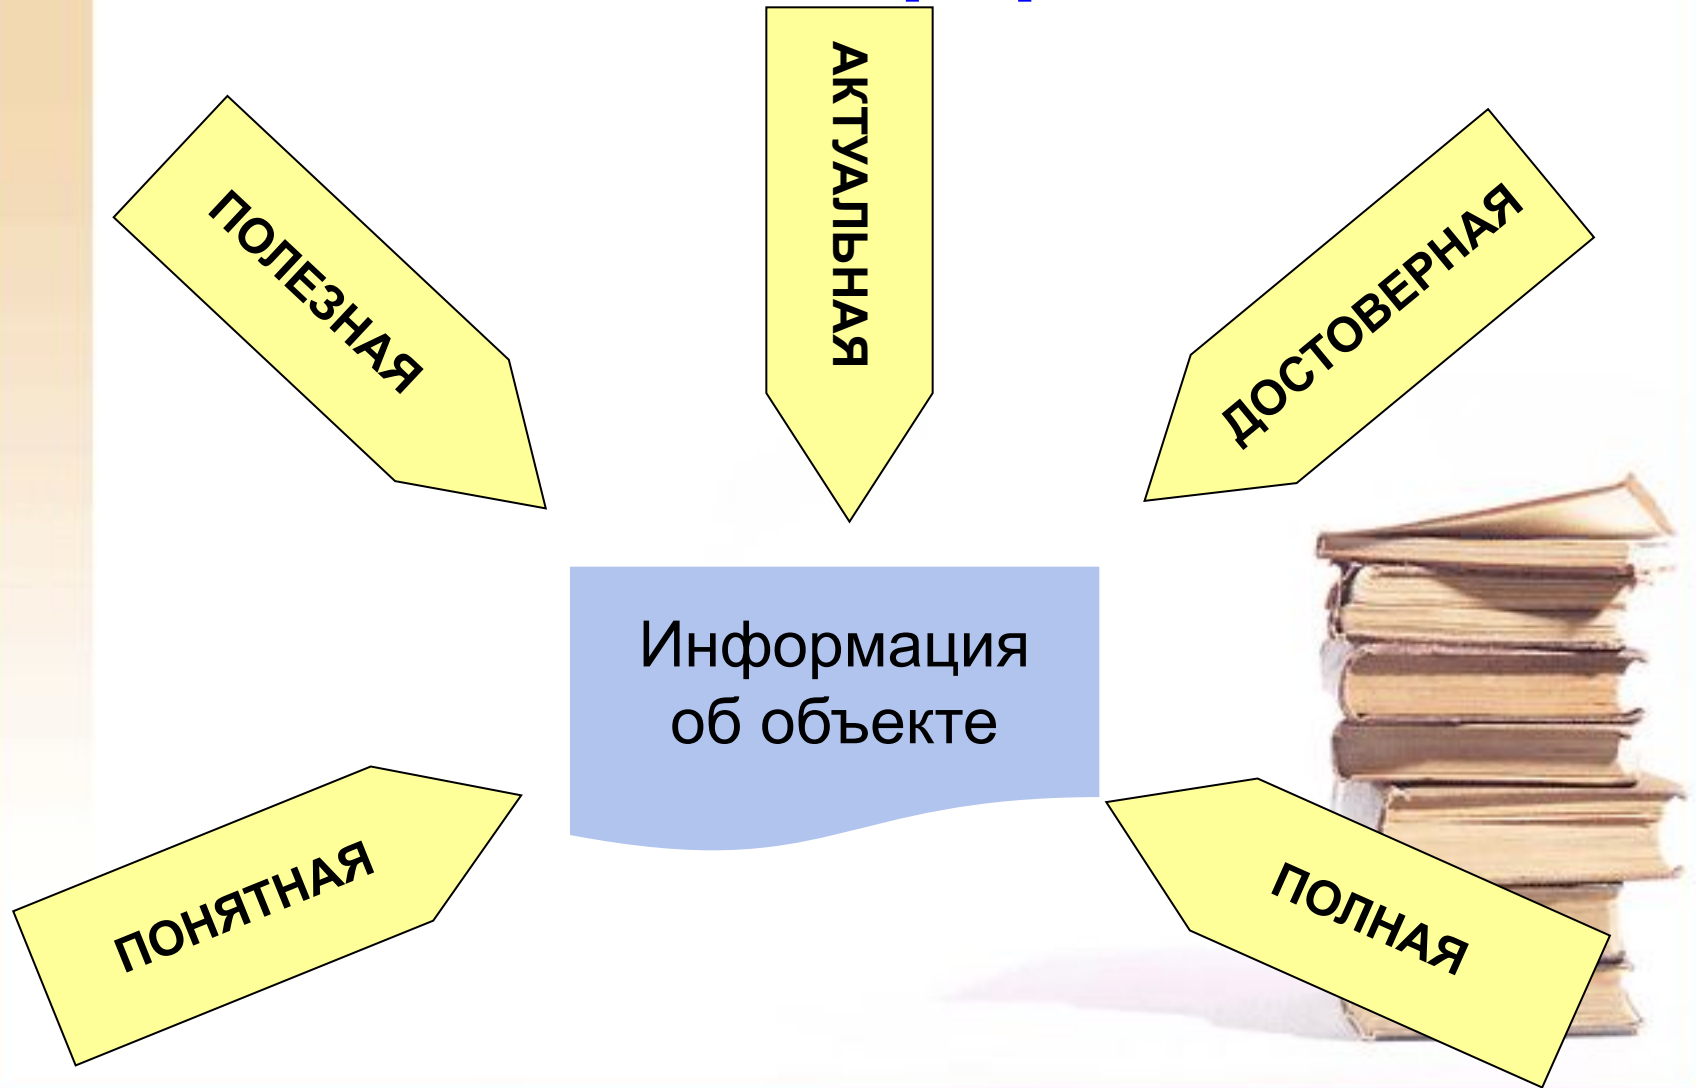 АКТУАЛЬНАЯ
ПОЛЕЗНАЯ
ДОСТОВЕРНАЯ
Информация
об объекте
ПОНЯТНАЯ
ПОЛНАЯ